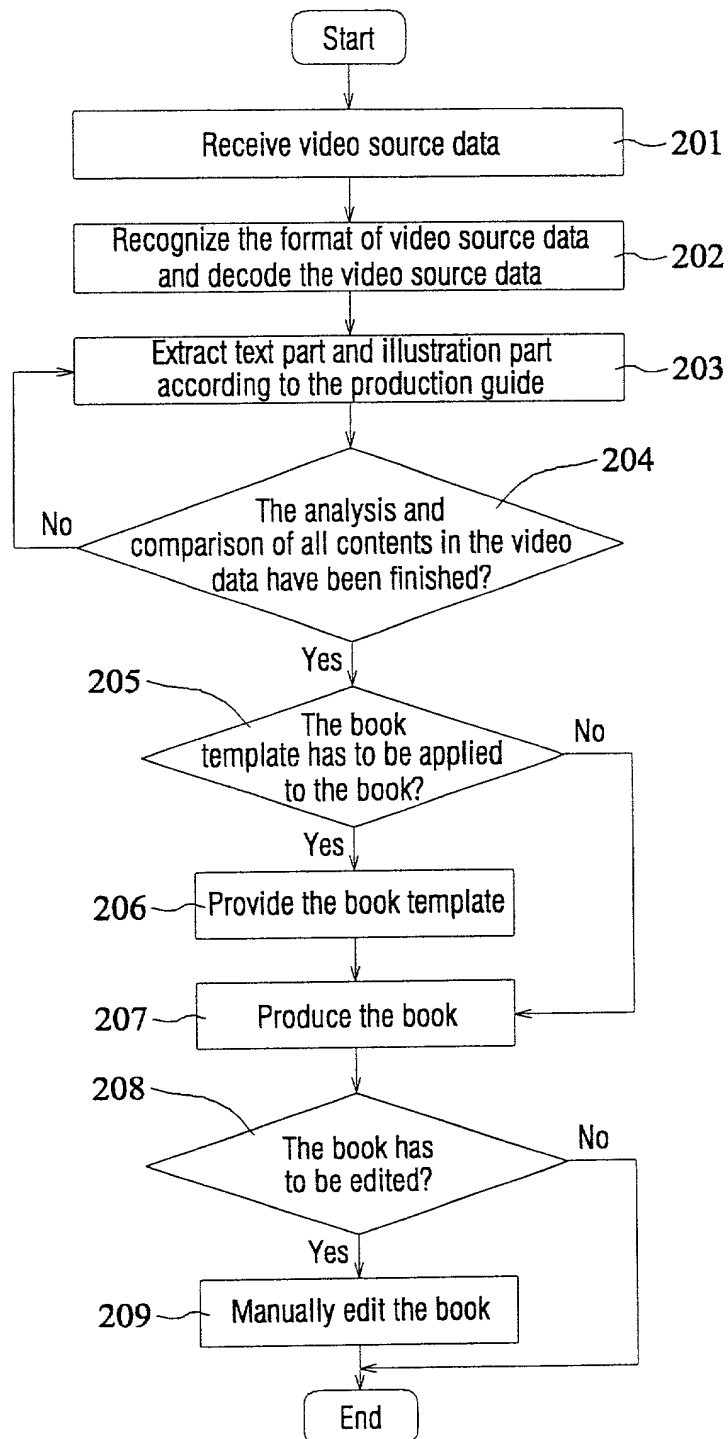 Start
Receive video source data
201
Recognize the format of video source data
and decode the video source data
202
Extract text part and illustration part
according to the production guide
203
204
The analysis and
comparison of all contents in the video
data have been finished?
No
Yes
205
The book
template has to be applied
to the book?
No
Yes
206
Provide the book template
207
Produce the book
208
The book has
to be edited?
No
Yes
209
Manually edit the book
End